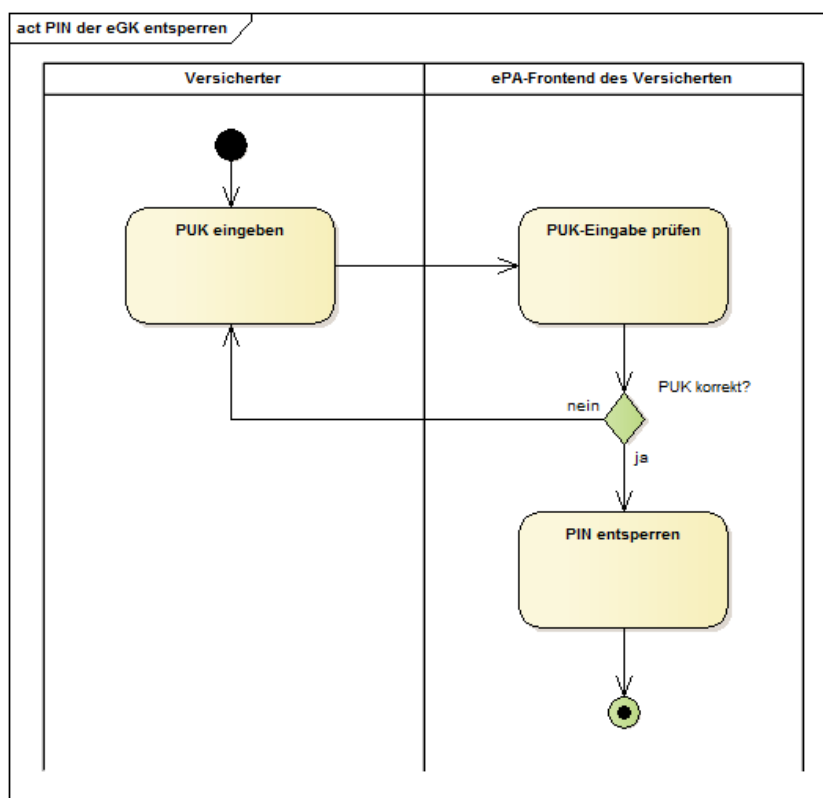 act PIN der eGK entsperren
Versicherter
ePA-Frontend des Versicherten
PUK eingeben
PUK-Eingabe prüfen
PUK korrekt?
nein
ja
PIN entsperren